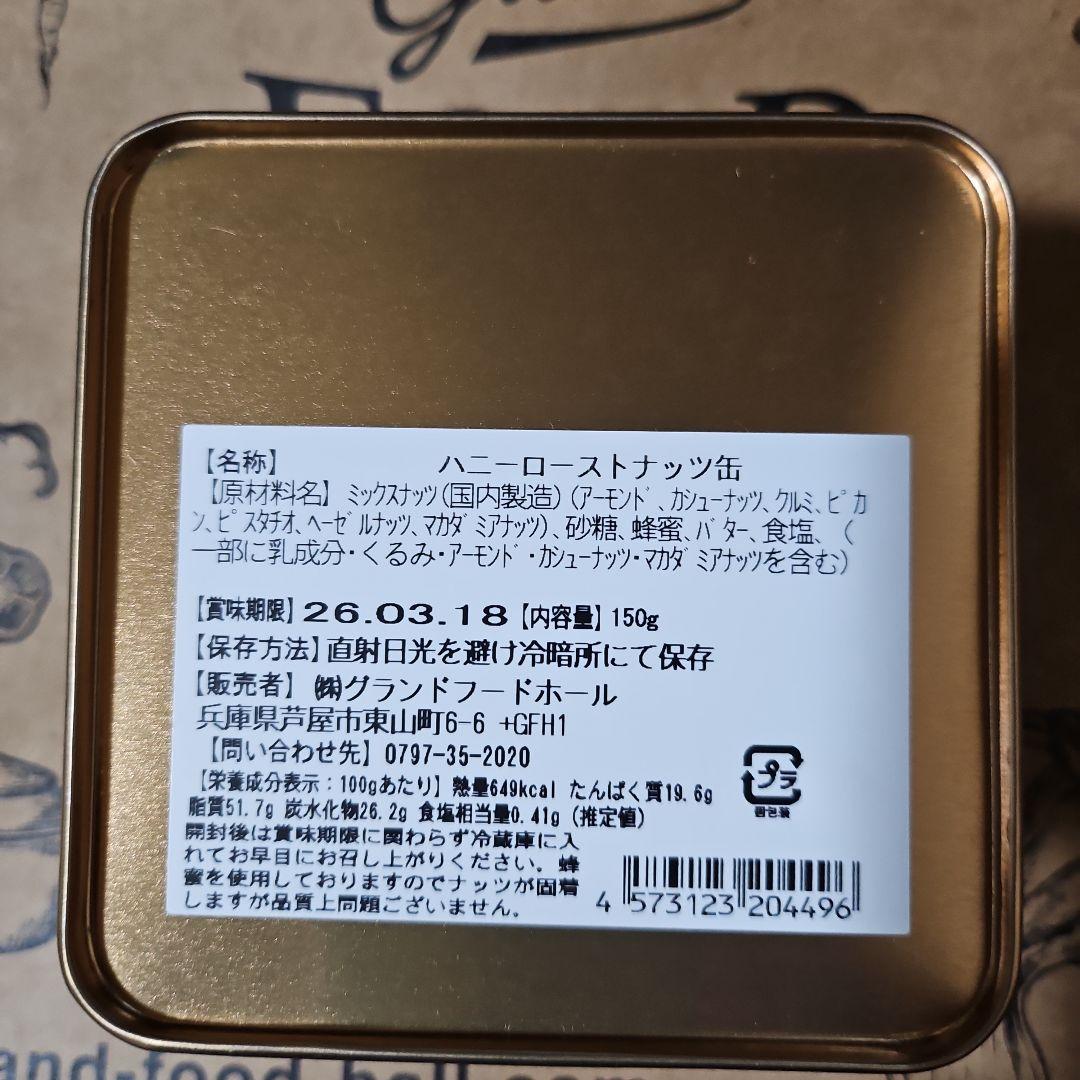 【名称】 ハニーローストナッツ缶
【原材料名】 ミックスナッツ(国内製造)(アーモンド、カシューナッツ、クルミ、ピカ
ン、ピスタチオ、ヘーゼルナッツ、マカダミアナッツ)、砂糖、蜂蜜、バター、食塩、(
一部に乳成分・くるみ・アーモンド・カシューナッツ・マカダミアナッツを含む)
【賞味期限】26.03.18【内容量】150g
【保存方法】直射日光を避け冷暗所にて保存
【販売者】 ㈱グランドフードホール
兵庫県芦屋市東山町6-6 +GFH1
【問い合わせ先】0797-35-2020
【栄養成分表示:100gあたり】熱量649kcal たんぱく質19.6g
脂質51.7g 炭水化物26.2g 食塩相当量0.41g(推定値)
開封後は賞味期限に関わらず冷蔵庫に入
れてお早目にお召し上がりください。蜂
蜜を使用しておりますのでナッツが固着
しますが品質上問題ございません。
プラ
個包装
4 573123 204496
and-food-hall.com